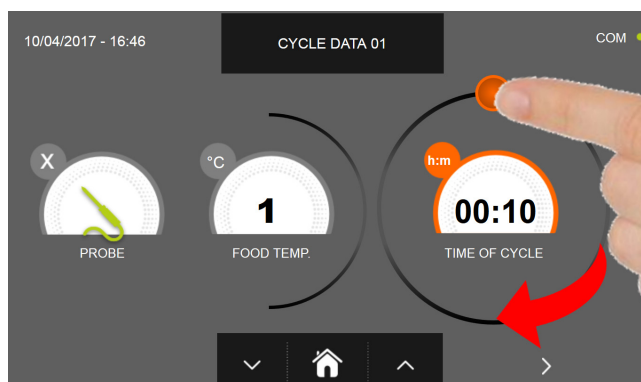 10/04/2017 - 16:46
CYCLE DATA 01
COM
X
°C
h:m
1
00:10
PROBE
FOOD TEMP.
TIME OF CYCLE